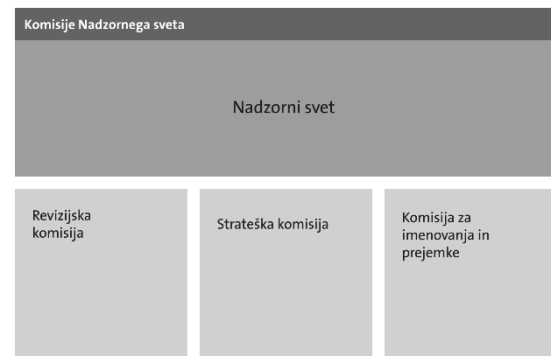 Komisije Nadzornega sveta
Nadzorni svet
Revizijska
komisija
Strateška komisija
Komisija za
imenovanja in
prejemke